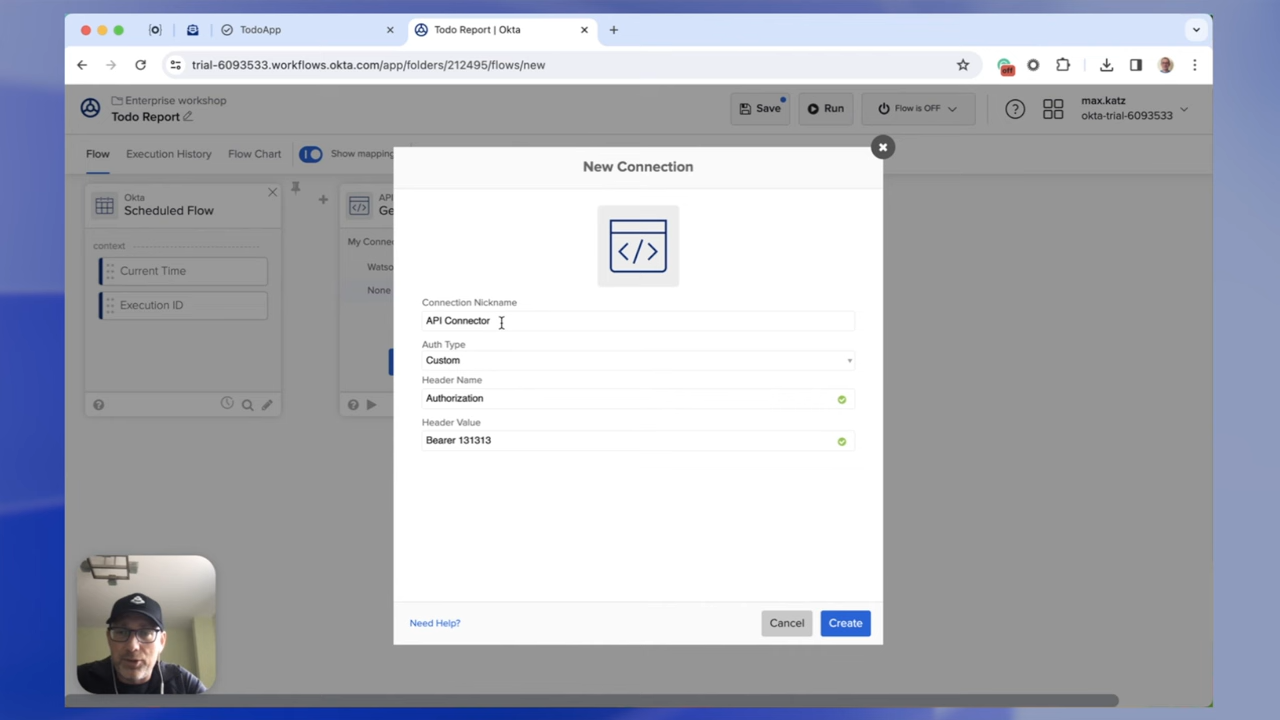 TodoApp
Todo Report | Okta
trial-6093533.workflows.okta.com/app/folders/212495/flows/new
off
Enterprise workshop
Todo Report
Save
Run
Flow is OFF
max.katz
okta-trial-6093533
Flow
Execution History
Flow Chart
Show mapping
New Connection
Okta
Scheduled Flow
API
Ge
context
My Connec
Current Time
Watso
Execution ID
None
Connection Nickname
API Connector
Auth Type
Custom
Header Name
Authorization
Header Value
Bearer 131313
Need Help?
Cancel
Create